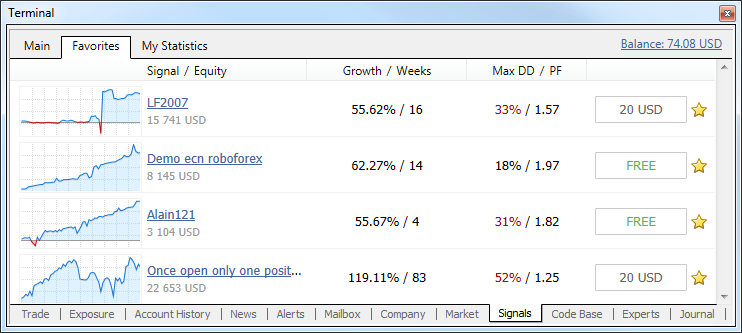 Terminal
Main Favorites My Statistics Balance: 74.08 USD
Signal / Equity Growth / Weeks Max DD / PF
LF2007
15 741 USD
55.62% / 16 33% / 1.57 20 USD
Demo ecn roboforex
8 145 USD
62.27% / 14 18% / 1.97 FREE
Alain121
3 104 USD
55.67% / 4 31% / 1.82 FREE
Once open only one posit...
22 653 USD
119.11% / 83 52% / 1.25 20 USD
Trade | Exposure | Account History | News | Alerts | Mailbox | Company | Market | Signals | Code Base | Experts | Journal |